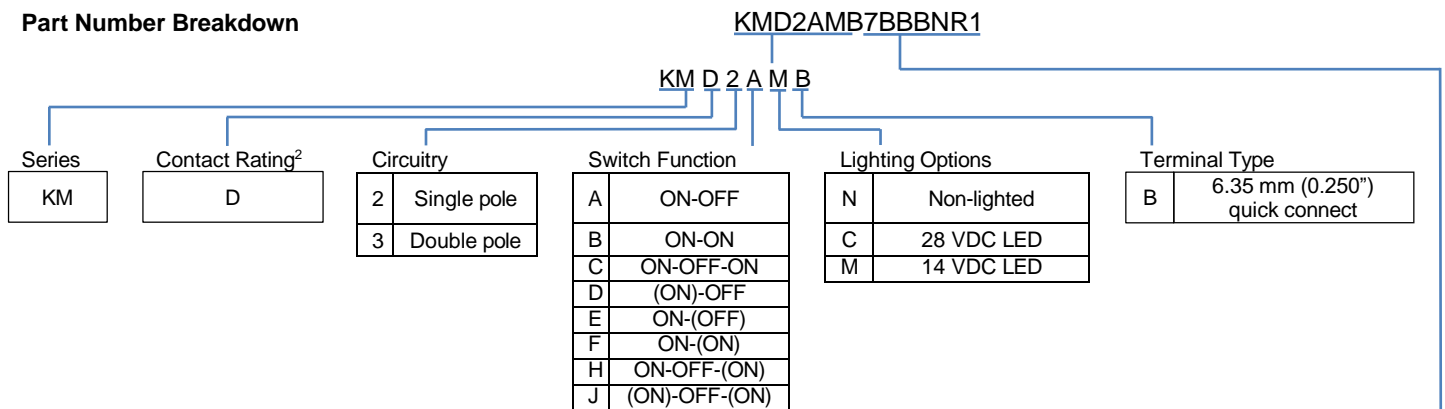 Part Number Breakdown
KMD2AMB7BBBNR1
KM D 2 A M B
Series
KM
Contact Rating2
D
Circuitry
2 Single pole
3 Double pole
Switch Function
A ON-OFF
B ON-ON
C ON-OFF-ON
D (ON)-OFF
E ON-(OFF)
F ON-(ON)
H ON-OFF-(ON)
J (ON)-OFF-(ON)
Lighting Options
N Non-lighted
C 28 VDC LED
M 14 VDC LED
Terminal Type
B 6.35 mm (0.250”)
quick connect